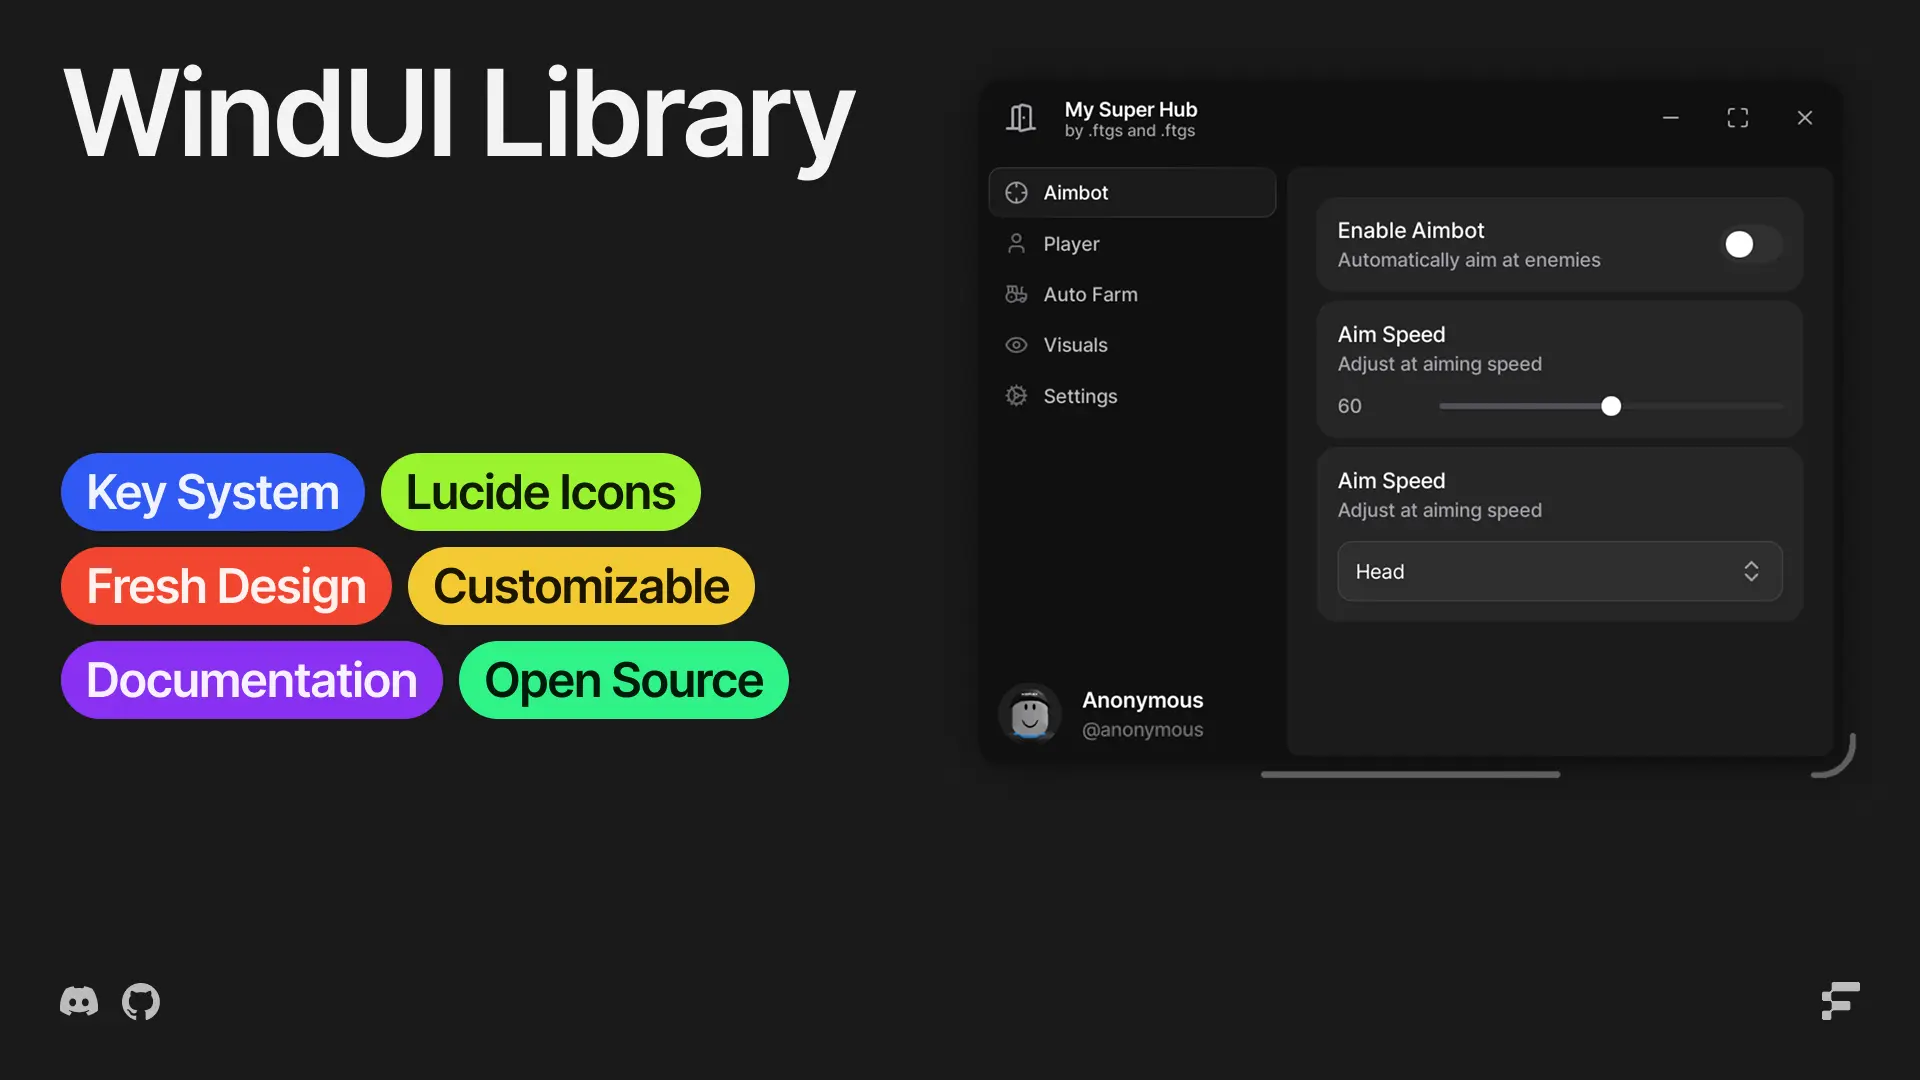 WindUI Library
Key System
Lucide Icons
Fresh Design
Customizable
Documentation
Open Source
My Super Hub
by .ftgs and .ftgs
Aimbot
Player
Auto Farm
Visuals
Settings
Anonymous
@anonymous
Enable Aimbot
Automatically aim at enemies
Aim Speed
Adjust at aiming speed
60
Aim Speed
Adjust at aiming speed
Head